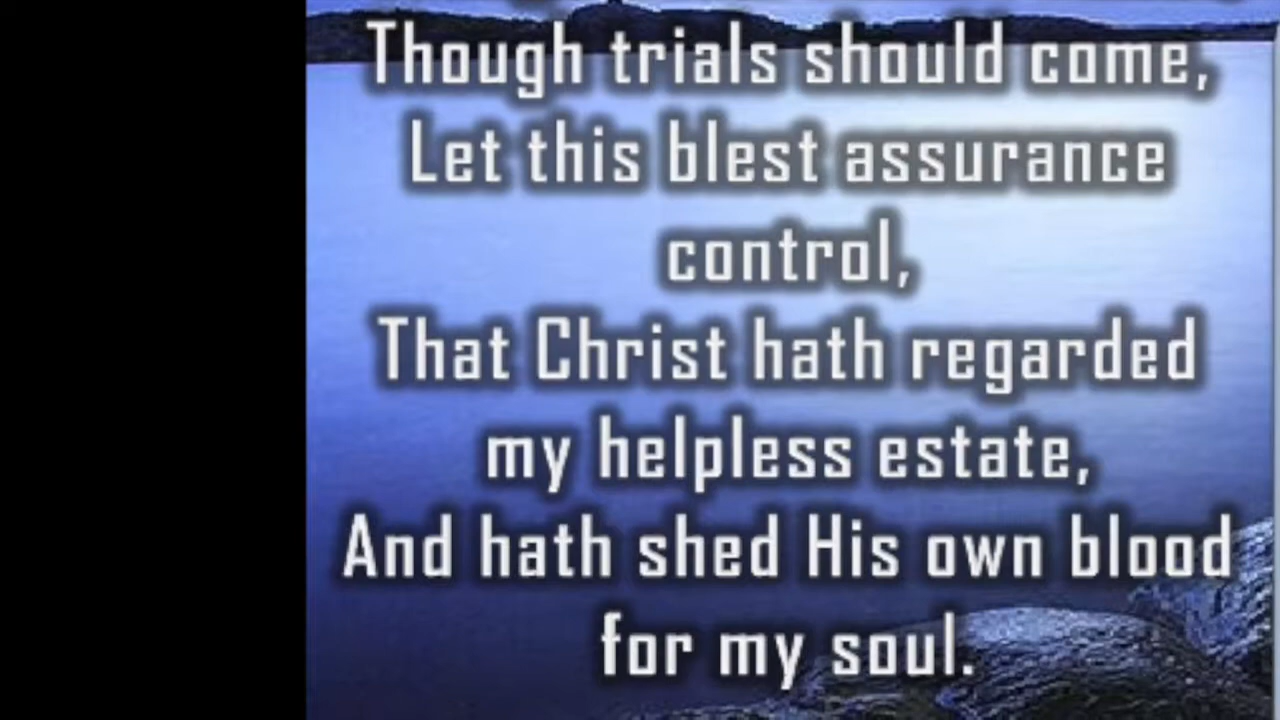 Though trials should come,
Let this blest assurance
control,
That Christ hath regarded
my helpless estate,
And hath shed His own blood
for my soul.